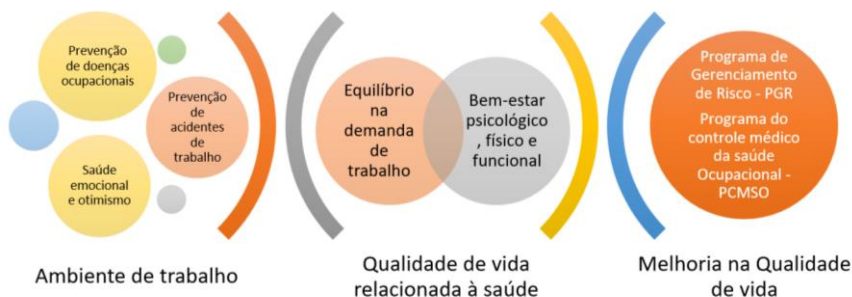 Prevenção
de doenças
ocupacionais
Prevenção
de
acidentes
de
trabalho
Saúde
emocional
e otimismo
Ambiente de trabalho
Equilíbrio
na
demanda
de
trabalho
Bem-estar
psicológico
, físico e
funcional
Qualidade de vida
relacionada à saúde
Programa de
Gerenciamento
de Risco - PGR
Programa do
controle médico
da saúde
Ocupacional -
PCMSO
Melhoria na Qualidade
de vida